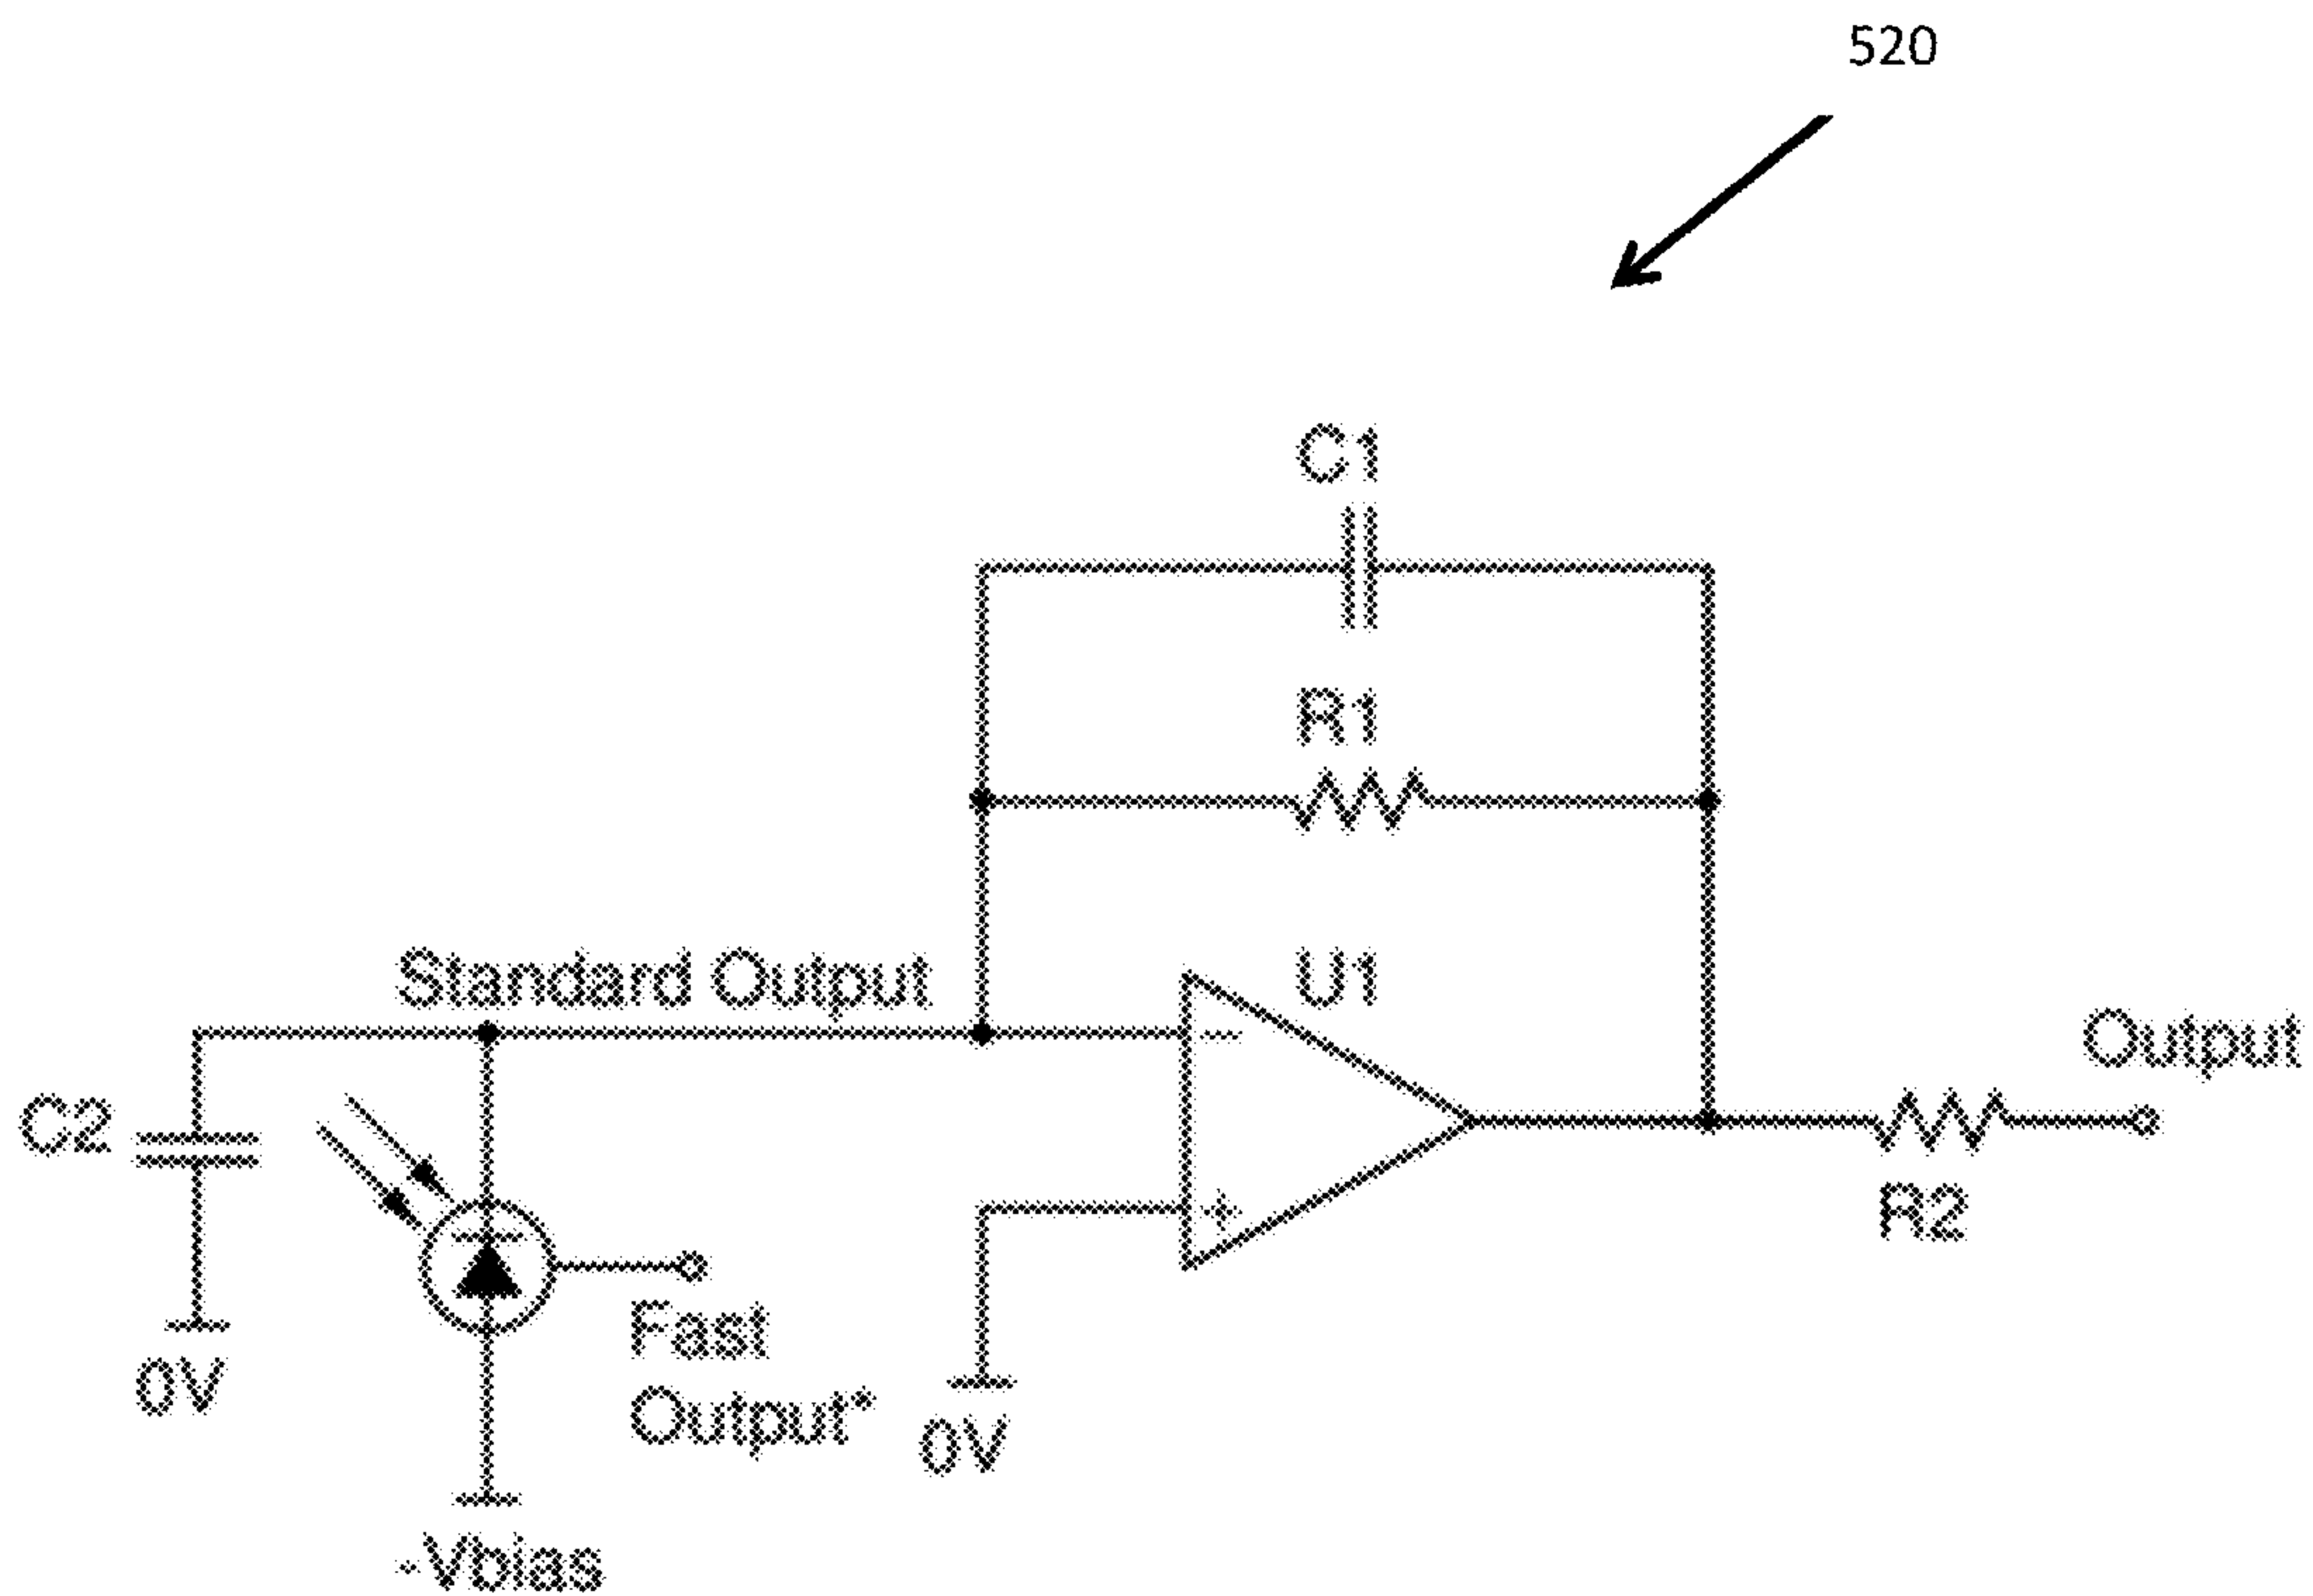 520
C1
R1
Standard Output
U1
-
Output
C2
+
R2
Fast
Output*
0V
0V
-Vbias